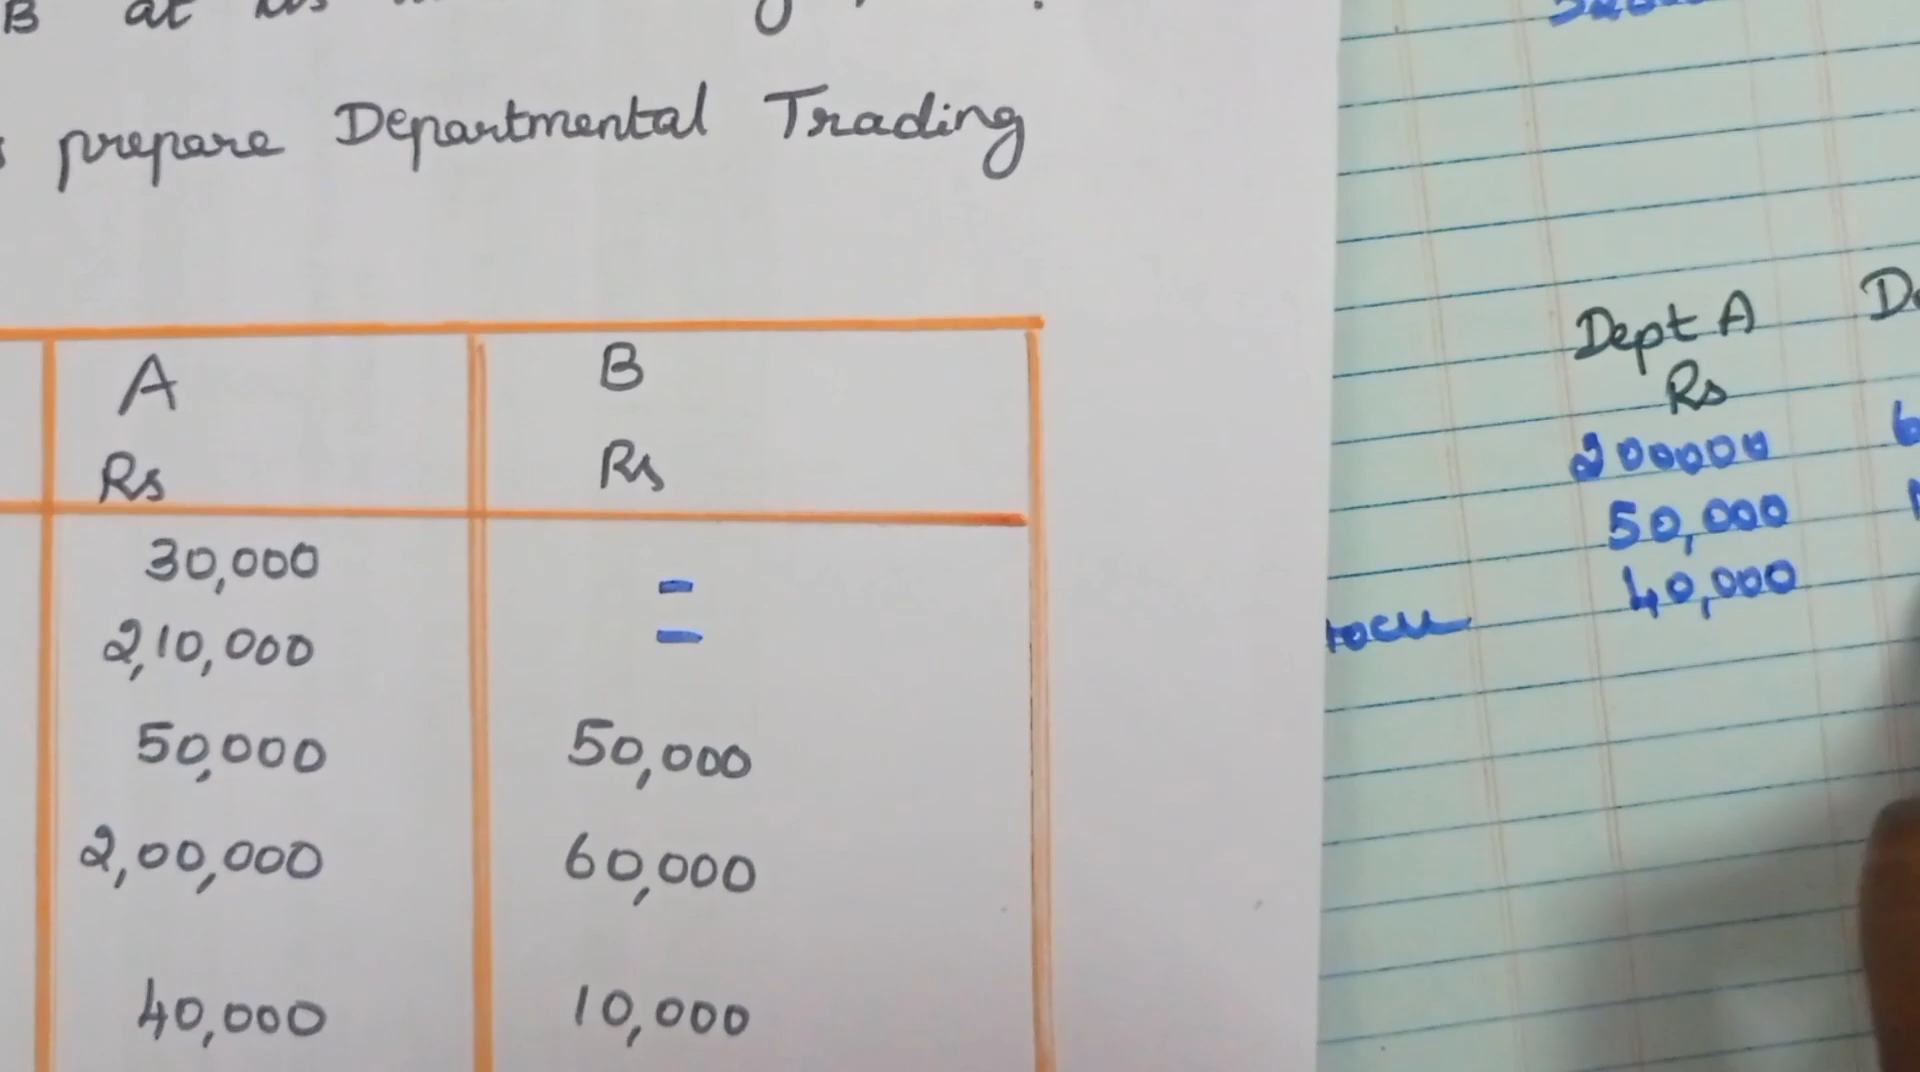 B at
prepare Departmental Trading
A B
Rs Rs
30,000 -
2,10,000 -
50,000 50,000
2,00,000 60,000
40,000 10,000
Dept A
Rs
200000
50,000
40,000